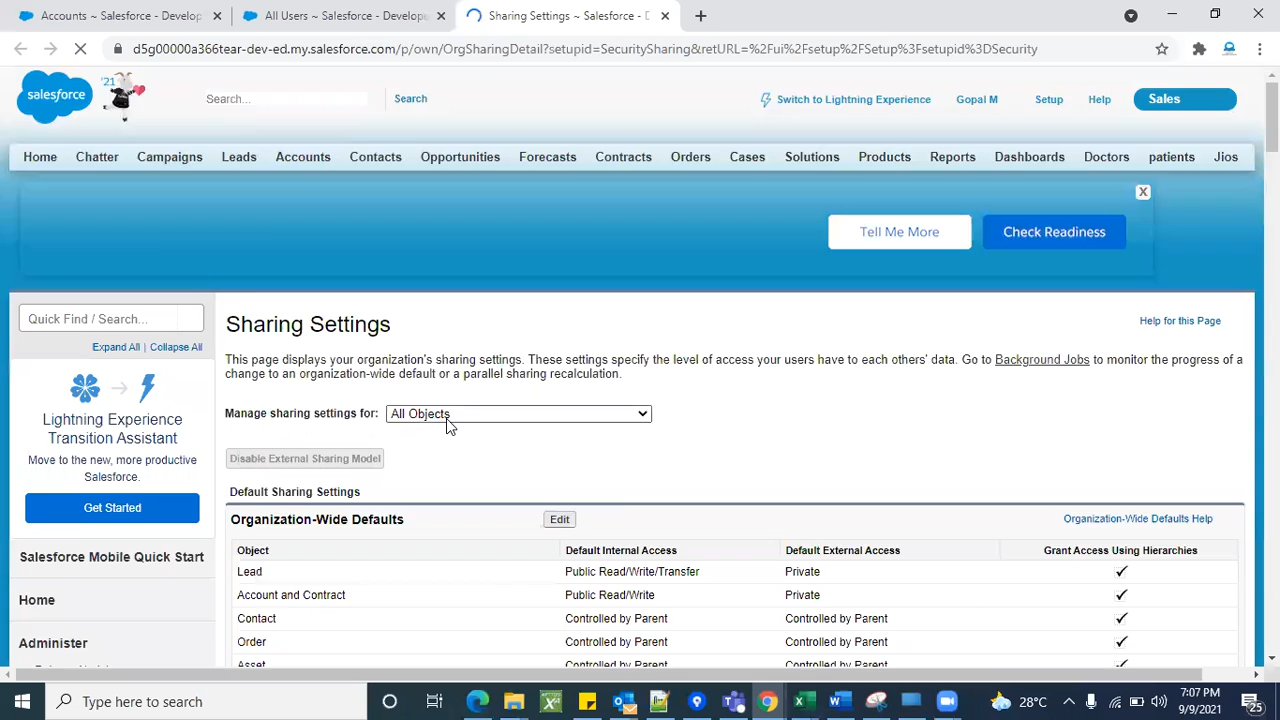 Accounts ~ Salesforce - Develop
All Users ~ Salesforce - Develope
Sharing Settings ~ Salesforce - D
d5g00000a366tear-dev-ed.my.salesforce.com/p/own/OrgSharingDetail?setupid=SecuritySharing&retURL=%2Fui%2Fsetup%2FSetup%3Fsetupid%3DSecurity
salesforce
'21
Search...
Search
Switch to Lightning Experience
Gopal M
Setup
Help
Sales
Home Chatter Campaigns Leads Accounts Contacts Opportunities Forecasts Contracts Orders Cases Solutions Products Reports Dashboards Doctors patients Jios
X
Tell Me More
Check Readiness
Quick Find / Search...
Expand All | Collapse All
Lightning Experience
Transition Assistant
Move to the new, more productive
Salesforce.
Get Started
Salesforce Mobile Quick Start
Home
Administer
Sharing Settings
Help for this Page
This page displays your organization's sharing settings. These settings specify the level of access your users have to each others' data. Go to Background Jobs to monitor the progress of a
change to an organization-wide default or a parallel sharing recalculation.
Manage sharing settings for: All Objects
Disable External Sharing Model
Default Sharing Settings
Organization-Wide Defaults
Edit
Organization-Wide Defaults Help
Object Default Internal Access Default External Access Grant Access Using Hierarchies
Lead Public Read/Write/Transfer Private
Account and Contract Public Read/Write Private
Contact Controlled by Parent Controlled by Parent
Order Controlled by Parent Controlled by Parent
Asset Controlled by Parent Controlled by Parent
Type here to search
28°C
7:07 PM
9/9/2021
25